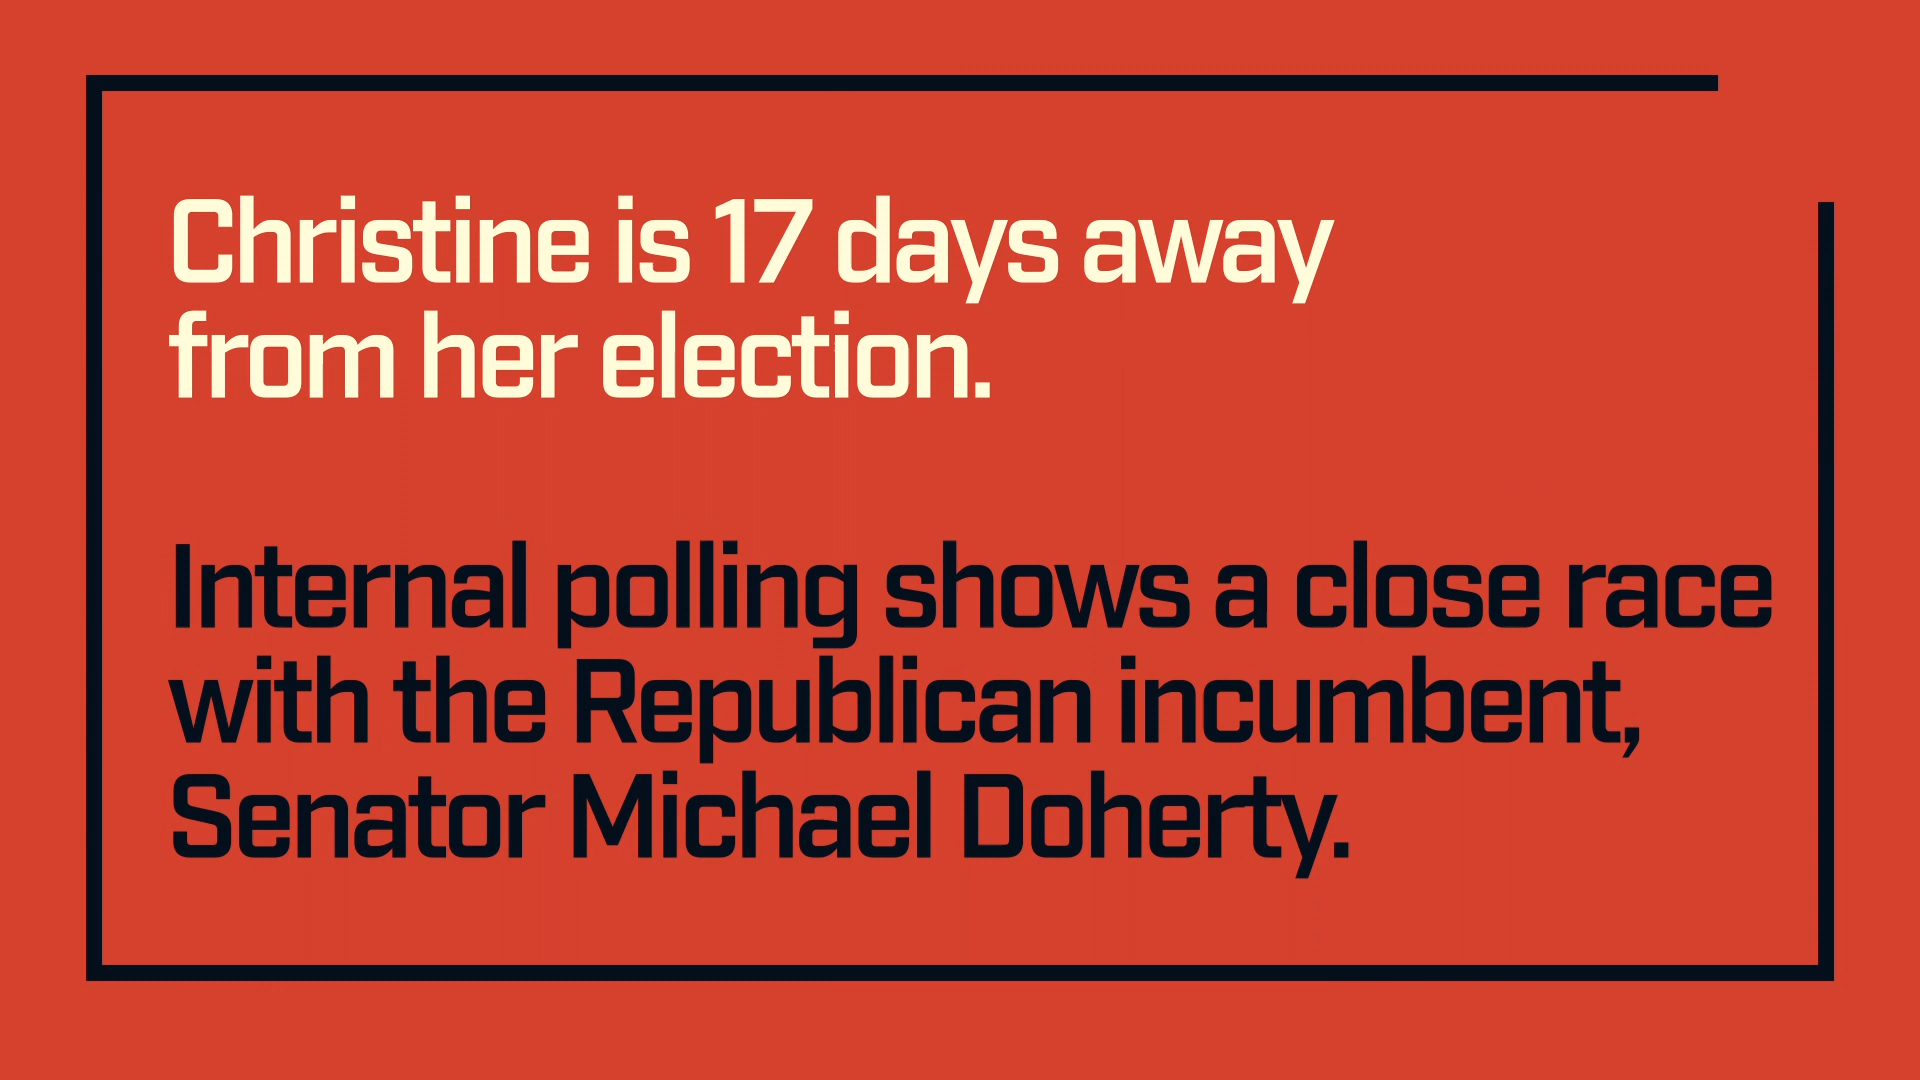 Christine is 17 days away
from her election.
Internal polling shows a close race
with the Republican incumbent,
Senator Michael Doherty.